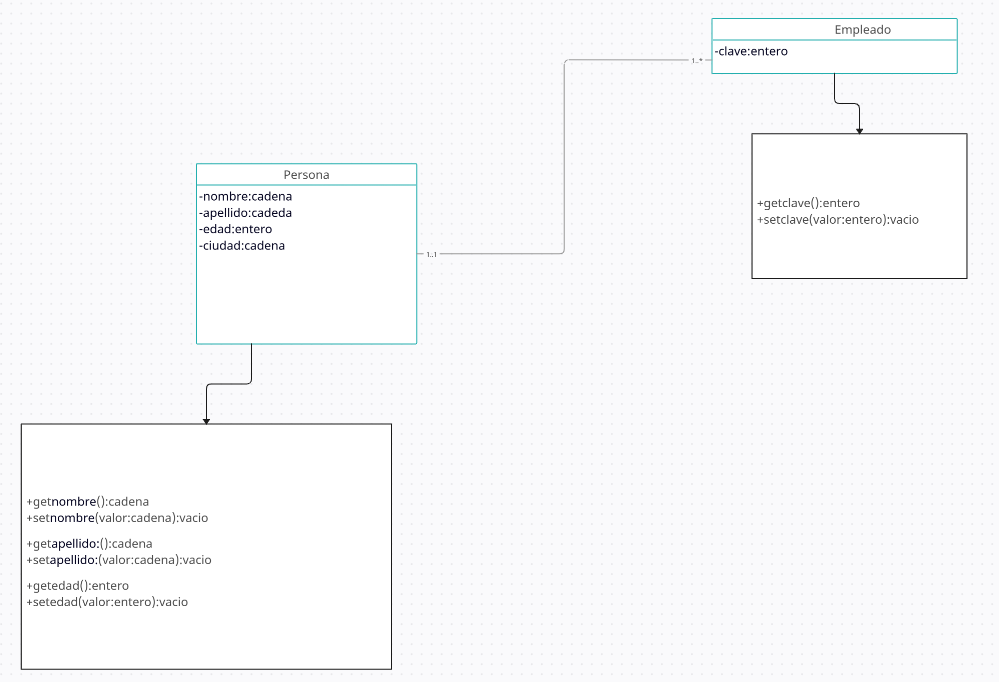 Empleado
-clave:entero
1..*
+getclave():entero
+setclave(valor:entero):vacio
Persona
-nombre:cadena
-apellido:cadeda
-edad:entero
-ciudad:cadena
1..1
+getnombre():cadena
+setnombre(valor:cadena):vacio
+getapellido:():cadena
+setapellido:(valor:cadena):vacio
+getedad():entero
+setedad(valor:entero):vacio